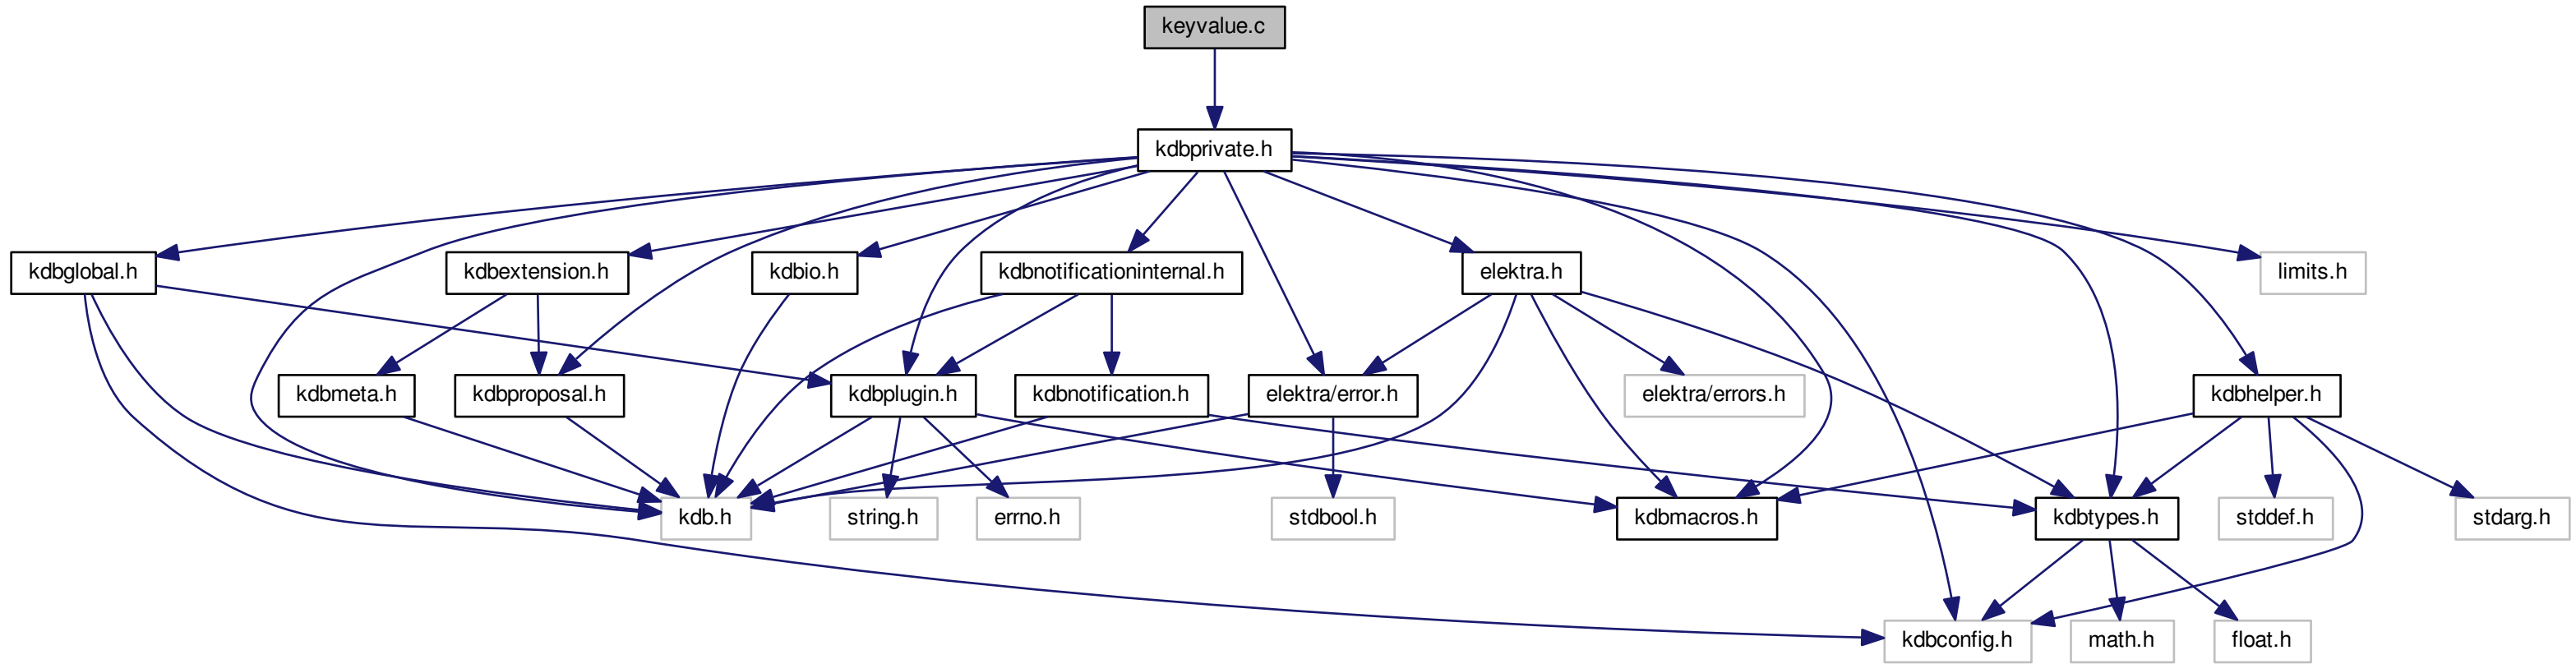 keyvalue.c
kdbprivate.h
kdbglobal.h
kdbextension.h
kdbio.h
kdbnotificationinternal.h
elektra.h
limits.h
kdbmeta.h
kdbproposal.h
kdbplugin.h
kdbnotification.h
elektra/error.h
elektra/errors.h
kdbhelper.h
kdb.h
string.h
errno.h
stdbool.h
kdbmacros.h
kdbtypes.h
stddef.h
stdarg.h
kdbconfig.h
math.h
float.h